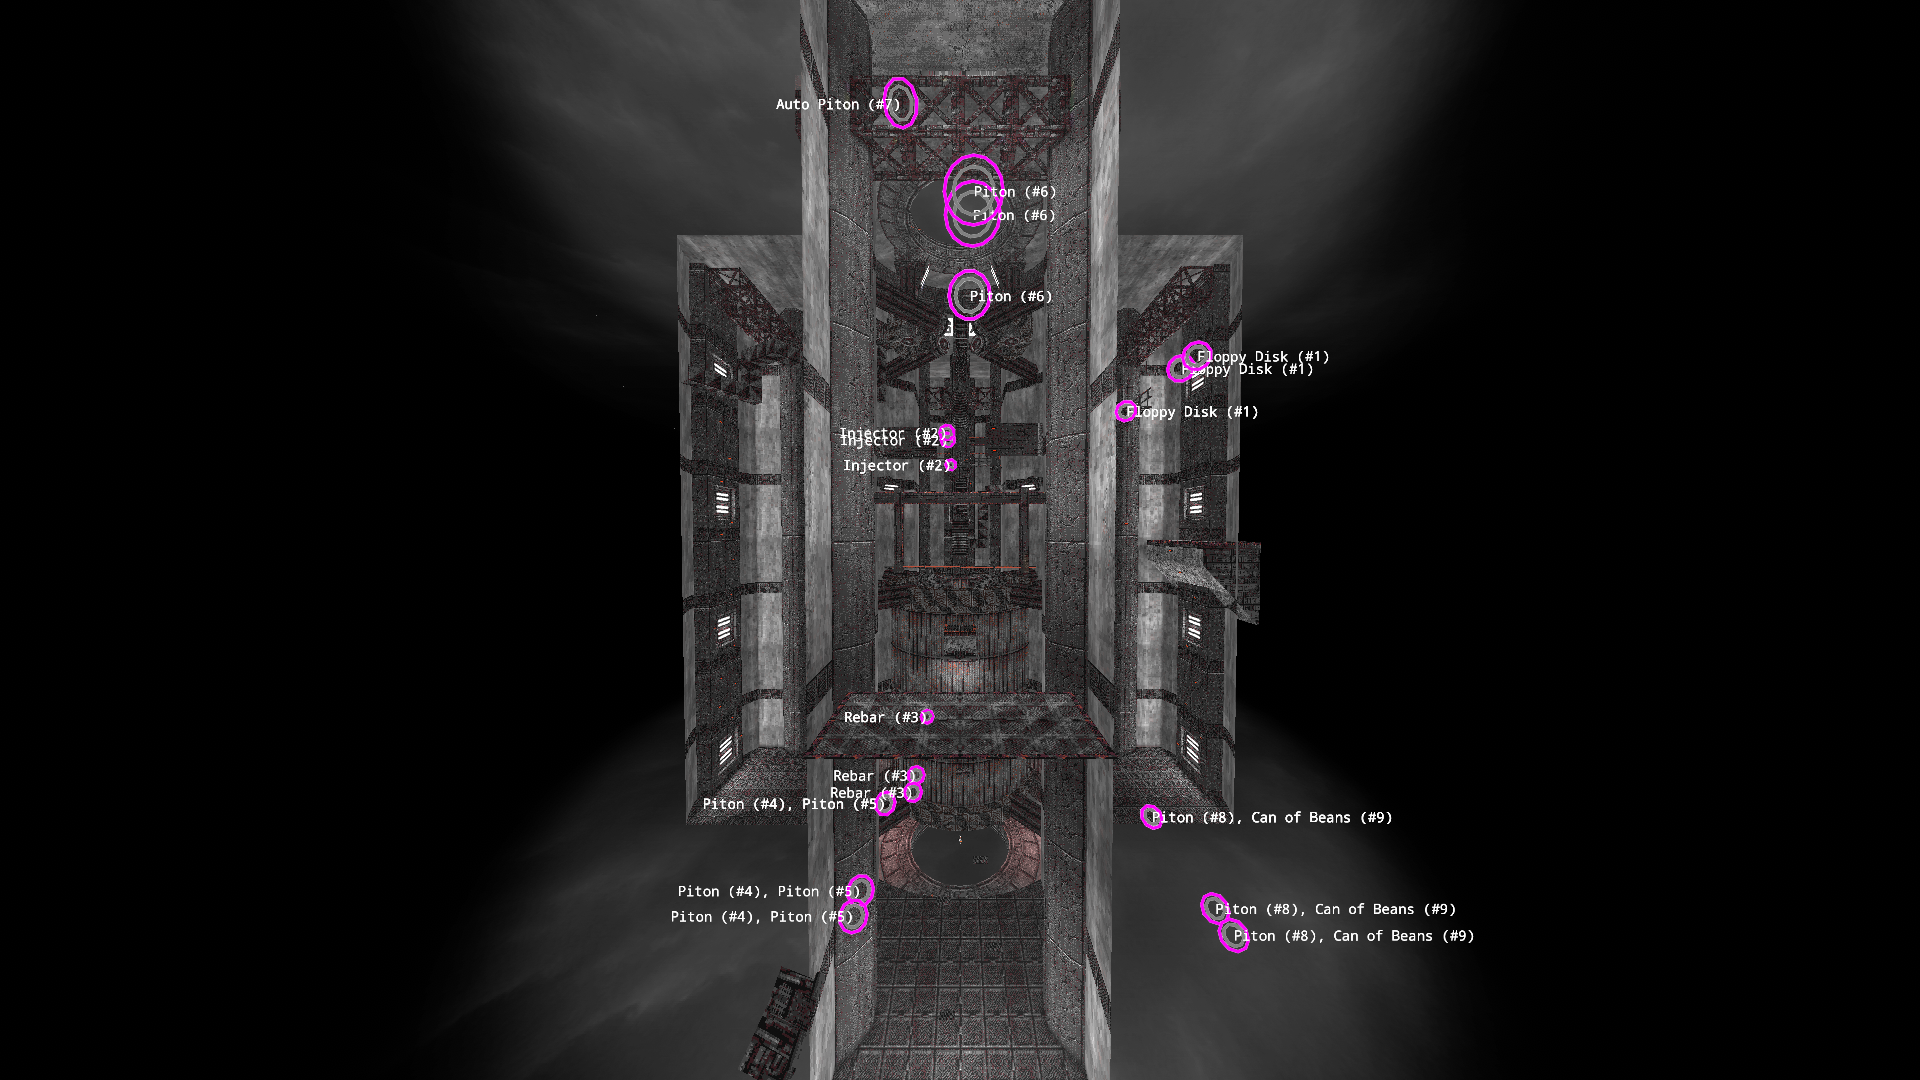 Auto Piton (#7)
Piton (#6)
Piton (#6)
Piton (#6)
Floppy Disk (#1)
Floppy Disk (#1)
Floppy Disk (#1)
Injector (#2)
Injector (#2)
Injector (#2)
Rebar (#3)
Rebar (#3)
Rebar (#3)
Piton (#4), Piton (#5)
Piton (#8), Can of Beans (#9)
Piton (#4), Piton (#5)
Piton (#8), Can of Beans (#9)
Piton (#4), Piton (#5)
Piton (#8), Can of Beans (#9)